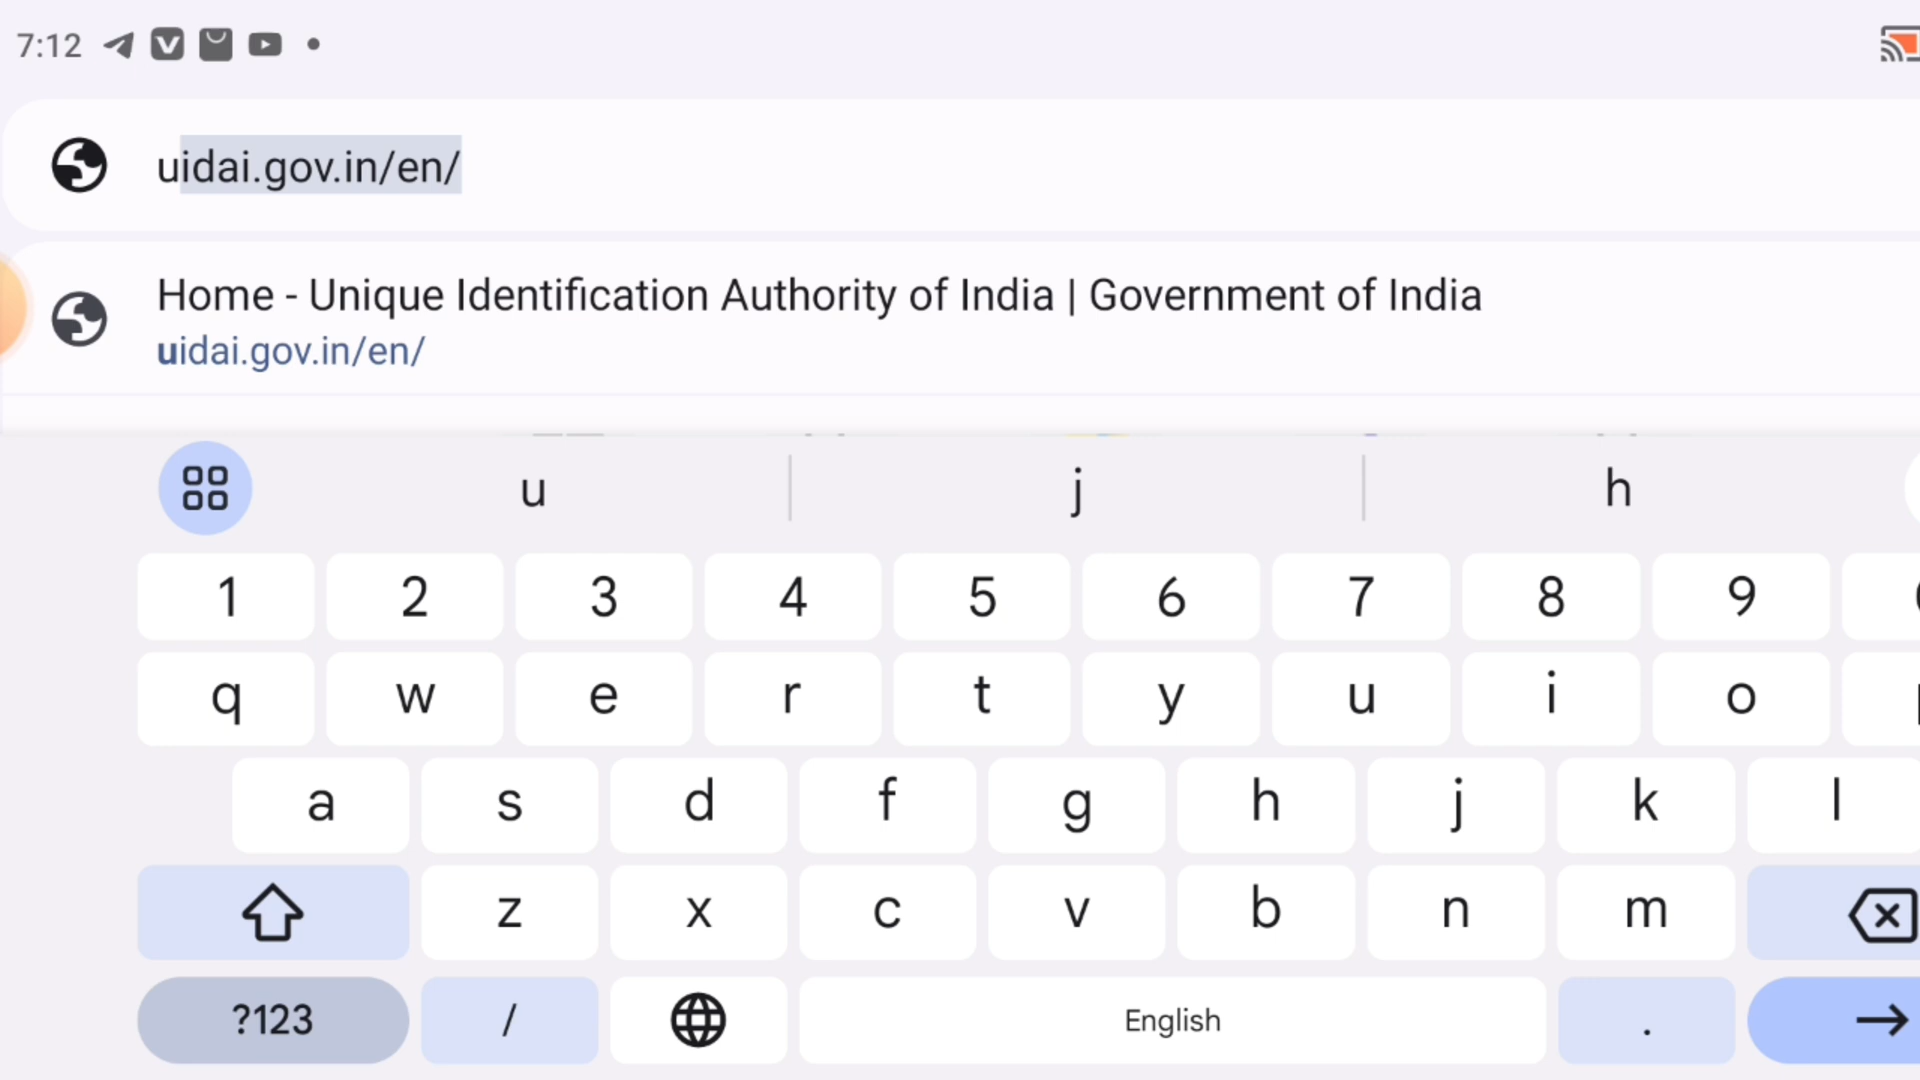 7:12
uidai.gov.in/en/
Home - Unique Identification Authority of India | Government of India
uidai.gov.in/en/
u j h
1 2 3 4 5 6 7 8 9
q w e r t y u i o
a s d f g h j k l
z x c v b n m
?123 / English .